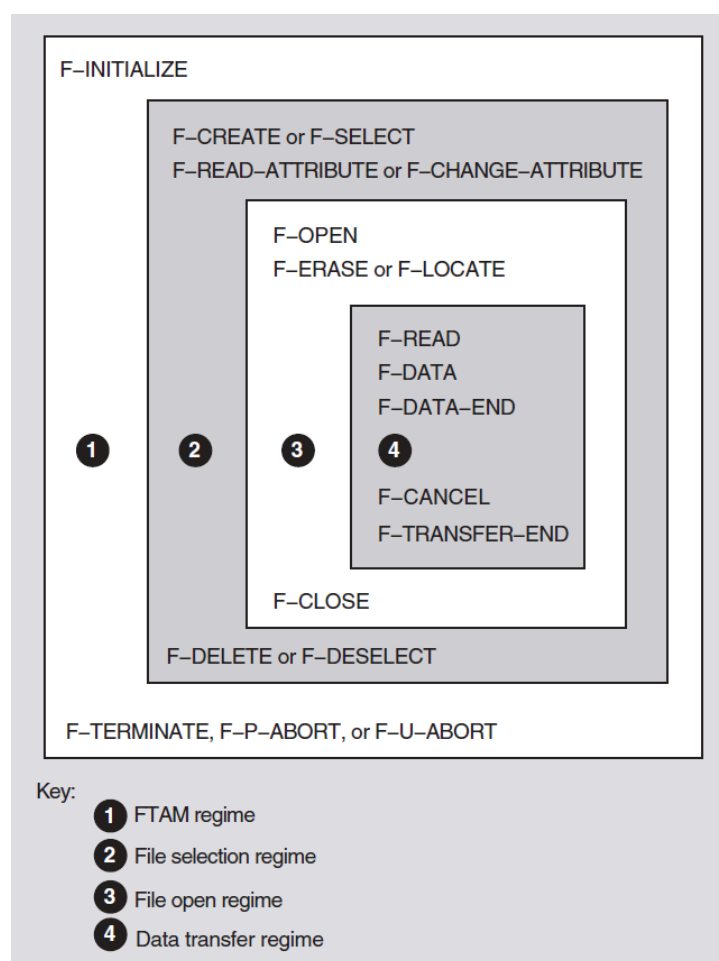 F–INITIALIZE
F–CREATE or F–SELECT
F–READ–ATTRIBUTE or F–CHANGE–ATTRIBUTE
F–OPEN
F–ERASE or F–LOCATE
F–READ
F–DATA
F–DATA–END
1 2 3 4
F–CANCEL
F–TRANSFER–END
F–CLOSE
F–DELETE or F–DESELECT
F–TERMINATE, F–P–ABORT, or F–U–ABORT
Key:
1 FTAM regime
2 File selection regime
3 File open regime
4 Data transfer regime